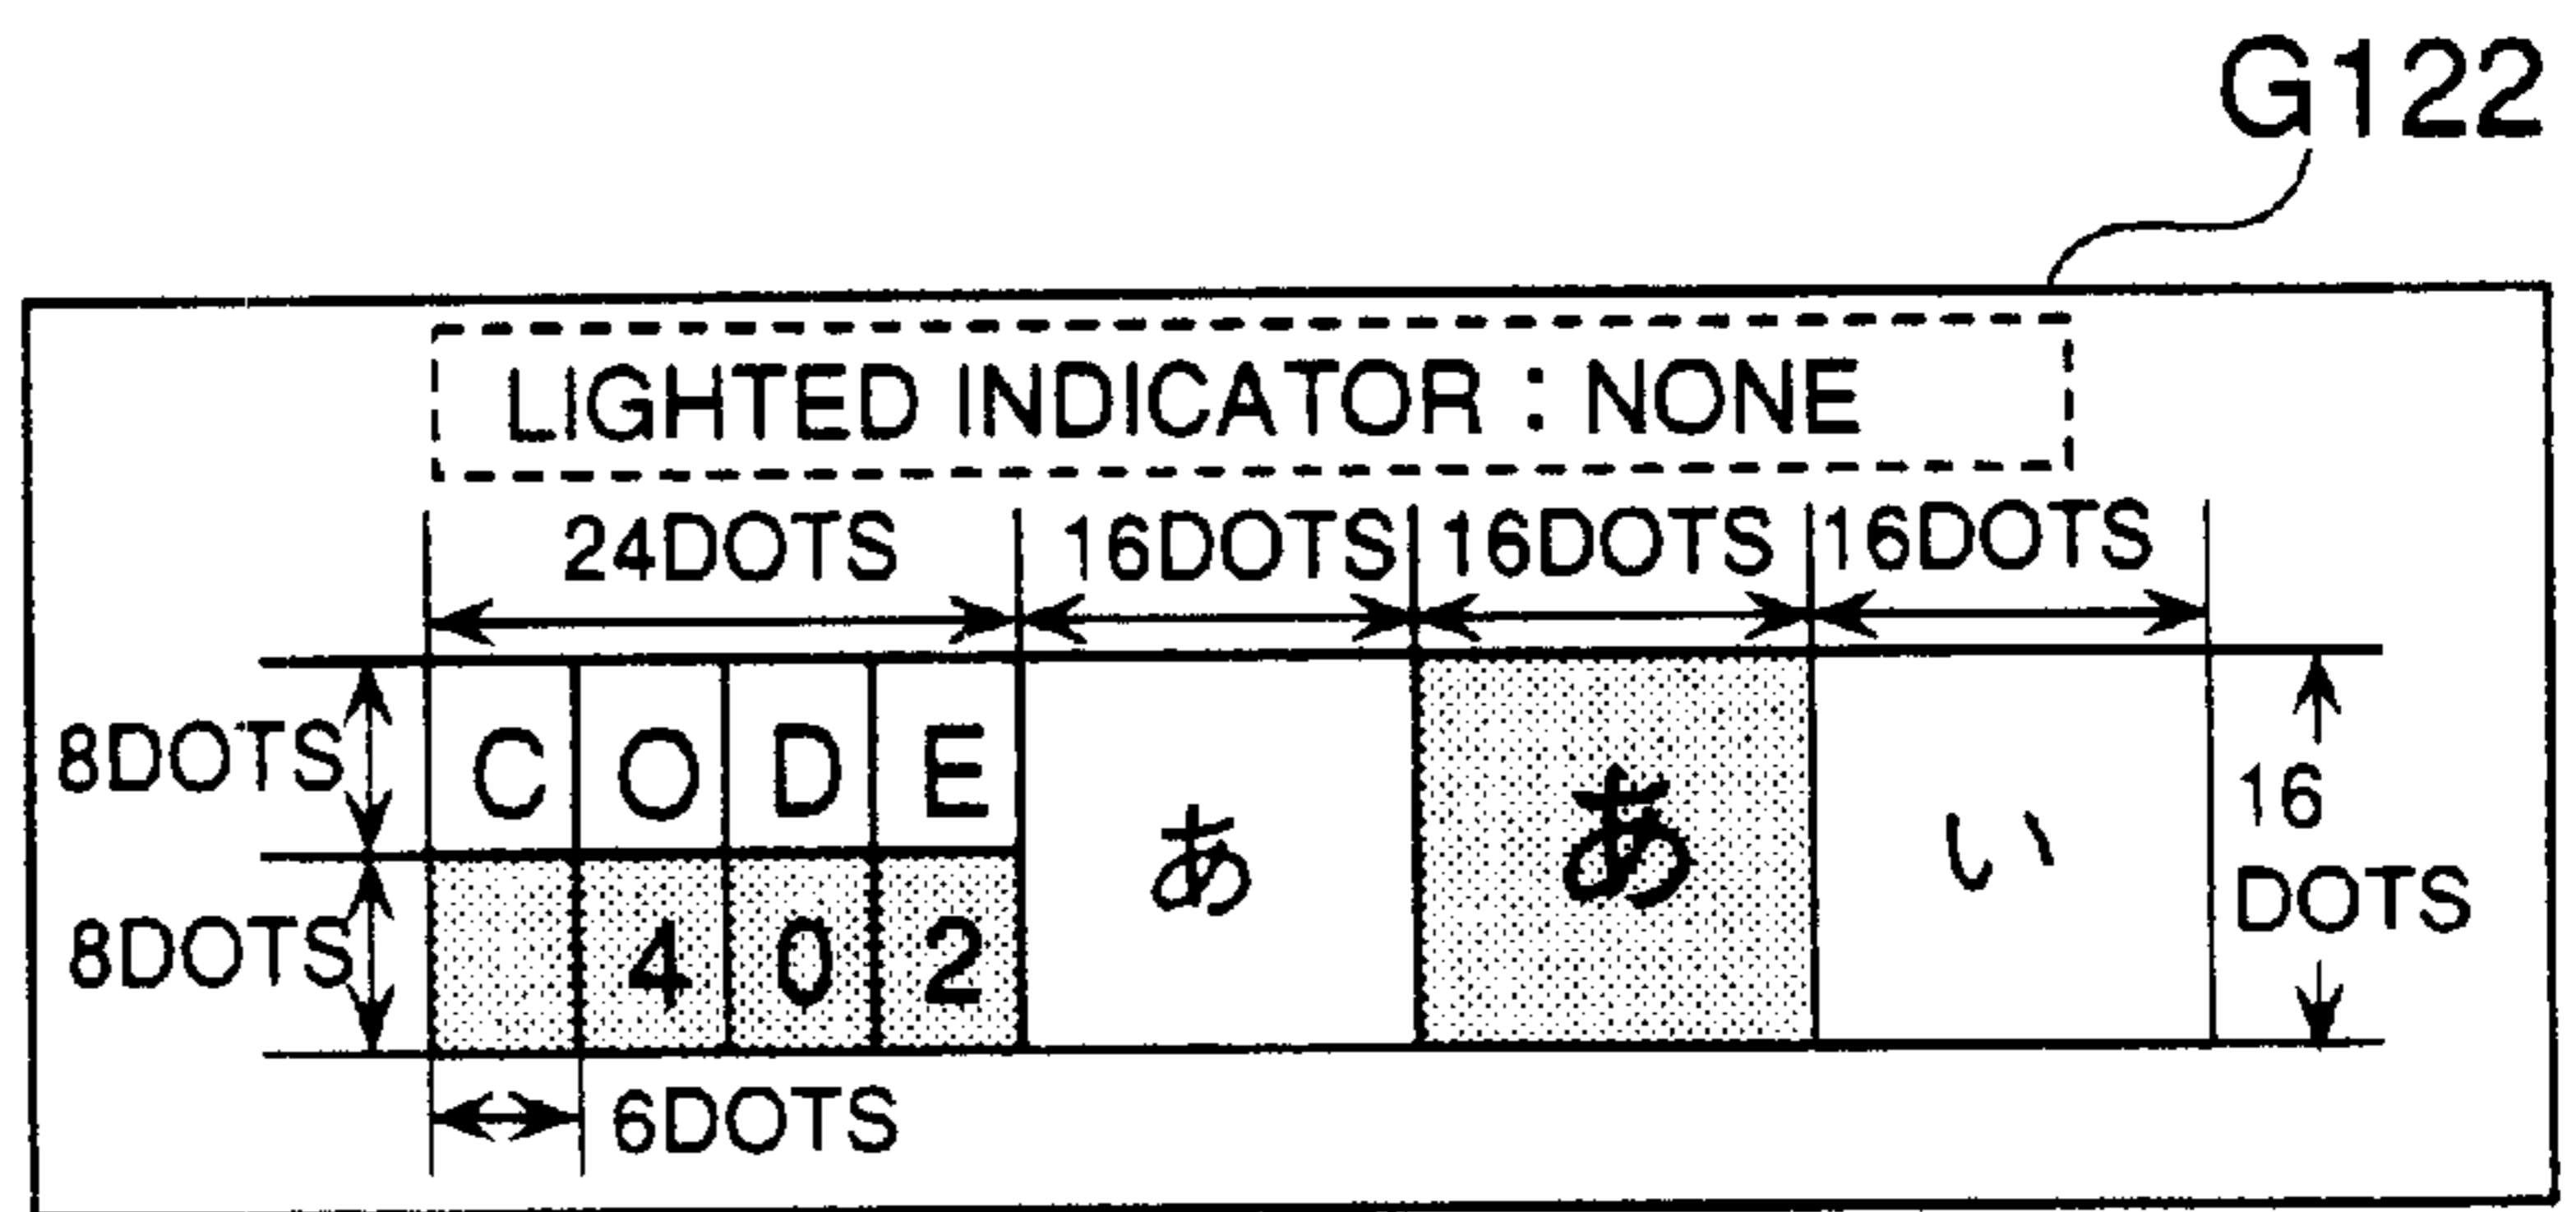 G122
LIGHTED INDICATOR : NONE
24DOTS 16DOTS 16DOTS 16DOTS
8DOTS C O D E あ あ い 16 DOTS
8DOTS 4 0 2
6DOTS